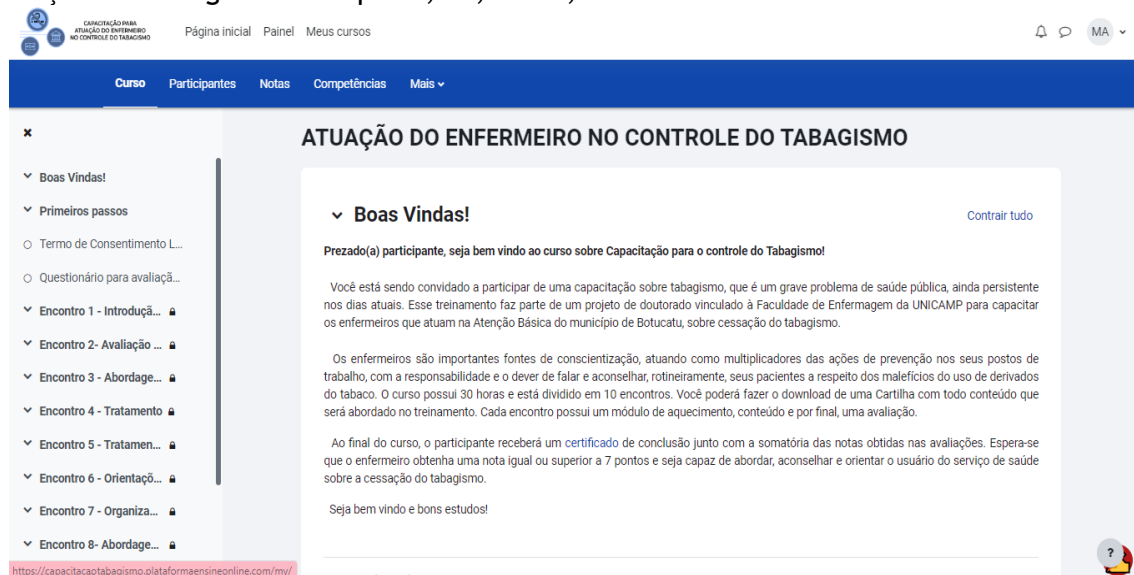 CAPACITAÇÃO PARA
ATUAÇÃO DO ENFERMEIRO
NO CONTROLE DO TABAGISMO
Página inicial Painel Meus cursos
MA
Curso Participantes Notas Competências Mais
ATUAÇÃO DO ENFERMEIRO NO CONTROLE DO TABAGISMO
Boas Vindas!
Primeiros passos
Termo de Consentimento L...
Questionário para avaliaçã...
Encontro 1 - Introduçã...
Encontro 2- Avaliação ...
Encontro 3 - Abordage...
Encontro 4 - Tratamento
Encontro 5 - Tratamen...
Encontro 6 - Orientaçõ...
Encontro 7 - Organiza...
Encontro 8- Abordage...
https://capacitacaotabagismo.plataformaensineonline.com/my/
Boas Vindas!
Contrair tudo
Prezado(a) participante, seja bem vindo ao curso sobre Capacitação para o controle do Tabagismo!
Você está sendo convidado a participar de uma capacitação sobre tabagismo, que é um grave problema de saúde pública, ainda persistente
nos dias atuais. Esse treinamento faz parte de um projeto de doutorado vinculado à Faculdade de Enfermagem da UNICAMP para capacitar
os enfermeiros que atuam na Atenção Básica do município de Botucatu, sobre cessação do tabagismo.
Os enfermeiros são importantes fontes de conscientização, atuando como multiplicadores das ações de prevenção nos seus postos de
trabalho, com a responsabilidade e o dever de falar e aconselhar, rotineiramente, seus pacientes a respeito dos malefícios do uso de derivados
do tabaco. O curso possui 30 horas e está dividido em 10 encontros. Você poderá fazer o download de uma Cartilha com todo conteúdo que
será abordado no treinamento. Cada encontro possui um módulo de aquecimento, conteúdo e por final, uma avaliação.
Ao final do curso, o participante receberá um certificado de conclusão junto com a somatória das notas obtidas nas avaliações. Espera-se
que o enfermeiro obtenha uma nota igual ou superior a 7 pontos e seja capaz de abordar, aconselhar e orientar o usuário do serviço de saúde
sobre a cessação do tabagismo.
Seja bem vindo e bons estudos!
?